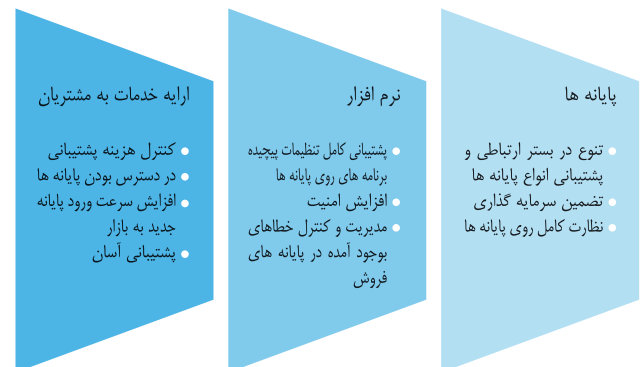 پایانه ها
• تنوع در بستر ارتباطی و
پشتیبانی انواع پایانه ها
• تضمین سرمایه گذاری
• نظارت کامل روی پایانه ها
نرم افزار
• پشتیبانی کامل تنظیمات پیچیده
برنامه های روی پایانه ها
• افزایش امنیت
• مدیریت و کنترل خطاهای
بوجود آمده در پایانه های
فروش
ارایه خدمات به مشتریان
• کنترل هزینه پشتیبانی
• در دسترس بودن پایانه ها
• افزایش سرعت ورود پایانه
جدید به بازار
• پشتیبانی آسان